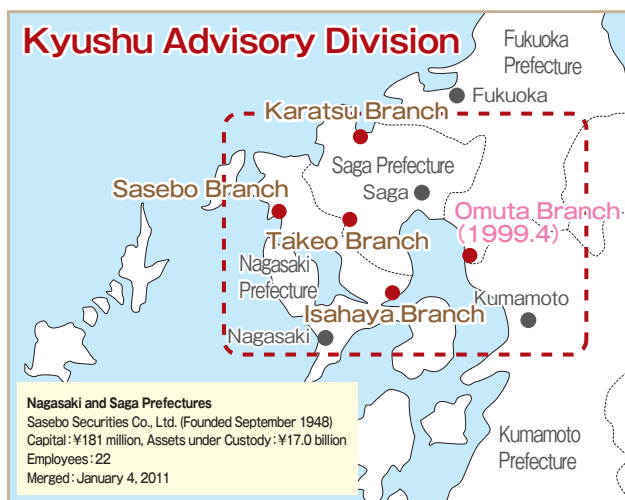 Kyushu Advisory Division
Fukuoka
Prefecture
Fukuoka
Karatsu Branch
Saga Prefecture
Saga
Sasebo Branch
Omuta Branch
(1999.4)
Takeo Branch
Nagasaki
Prefecture
Isahaya Branch
Kumamoto
Nagasaki
Nagasaki and Saga Prefectures
Sasebo Securities Co., Ltd. (Founded September 1948)
Capital:¥181 million, Assets under Custody:¥17.0 billion
Employees:22
Merged:January 4, 2011
Kumamoto
Prefecture